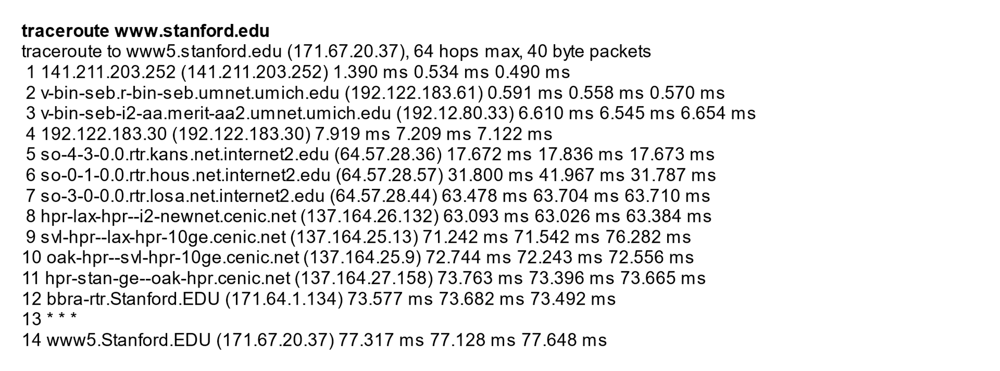 traceroute www.stanford.edu
traceroute to www5.stanford.edu (171.67.20.37), 64 hops max, 40 byte packets
1 141.211.203.252 (141.211.203.252) 1.390 ms 0.534 ms 0.490 ms
2 v-bin-seb.r-bin-seb.umnet.umich.edu (192.122.183.61) 0.591 ms 0.558 ms 0.570 ms
3 v-bin-seb-i2-aa.merit-aa2.umnet.umich.edu (192.12.80.33) 6.610 ms 6.545 ms 6.654 ms
4 192.122.183.30 (192.122.183.30) 7.919 ms 7.209 ms 7.122 ms
5 so-4-3-0.0.rtr.kans.net.internet2.edu (64.57.28.36) 17.672 ms 17.836 ms 17.673 ms
6 so-0-1-0.0.rtr.hous.net.internet2.edu (64.57.28.57) 31.800 ms 41.967 ms 31.787 ms
7 so-3-0-0.0.rtr.losa.net.internet2.edu (64.57.28.44) 63.478 ms 63.704 ms 63.710 ms
8 hpr-lax-hpr--i2-newnet.cenic.net (137.164.26.132) 63.093 ms 63.026 ms 63.384 ms
9 svl-hpr--lax-hpr-10ge.cenic.net (137.164.25.13) 71.242 ms 71.542 ms 76.282 ms
10 oak-hpr--svl-hpr-10ge.cenic.net (137.164.25.9) 72.744 ms 72.243 ms 72.556 ms
11 hpr-stan-ge--oak-hpr.cenic.net (137.164.27.158) 73.763 ms 73.396 ms 73.665 ms
12 bbra-rtr.Stanford.EDU (171.64.1.134) 73.577 ms 73.682 ms 73.492 ms
13 * * *
14 www5.Stanford.EDU (171.67.20.37) 77.317 ms 77.128 ms 77.648 ms